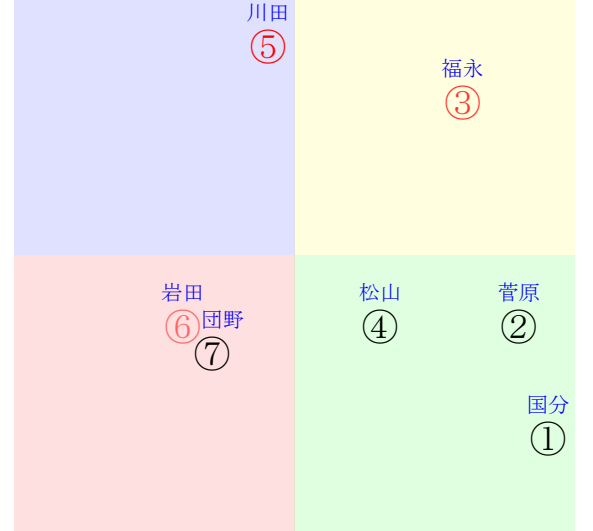 川田
⑤
福永
③
岩田
⑥
団野
⑦
松山
④
菅原
②
国分
①